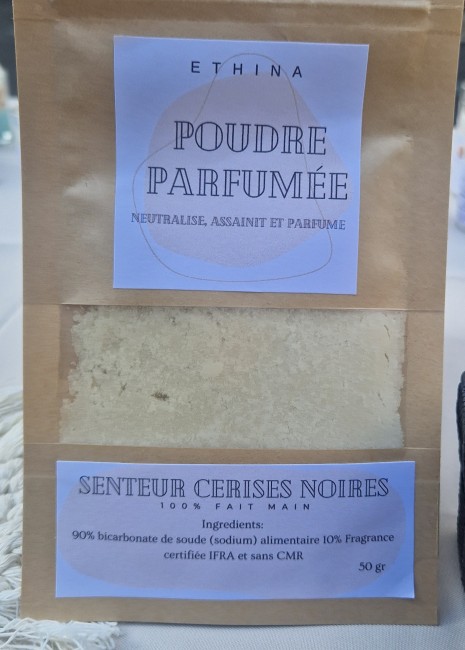 ETHINA
POUDRE
PARFUMÉE
NEUTRALISE, ASSAINIT ET PARFUME
SENTEUR CERISES NOIRES
100% FAIT MAIN
Ingredients:
90% bicarbonate de soude (sodium) alimentaire 10% Fragrance
certifiée IFRA et sans CMR
50 gr